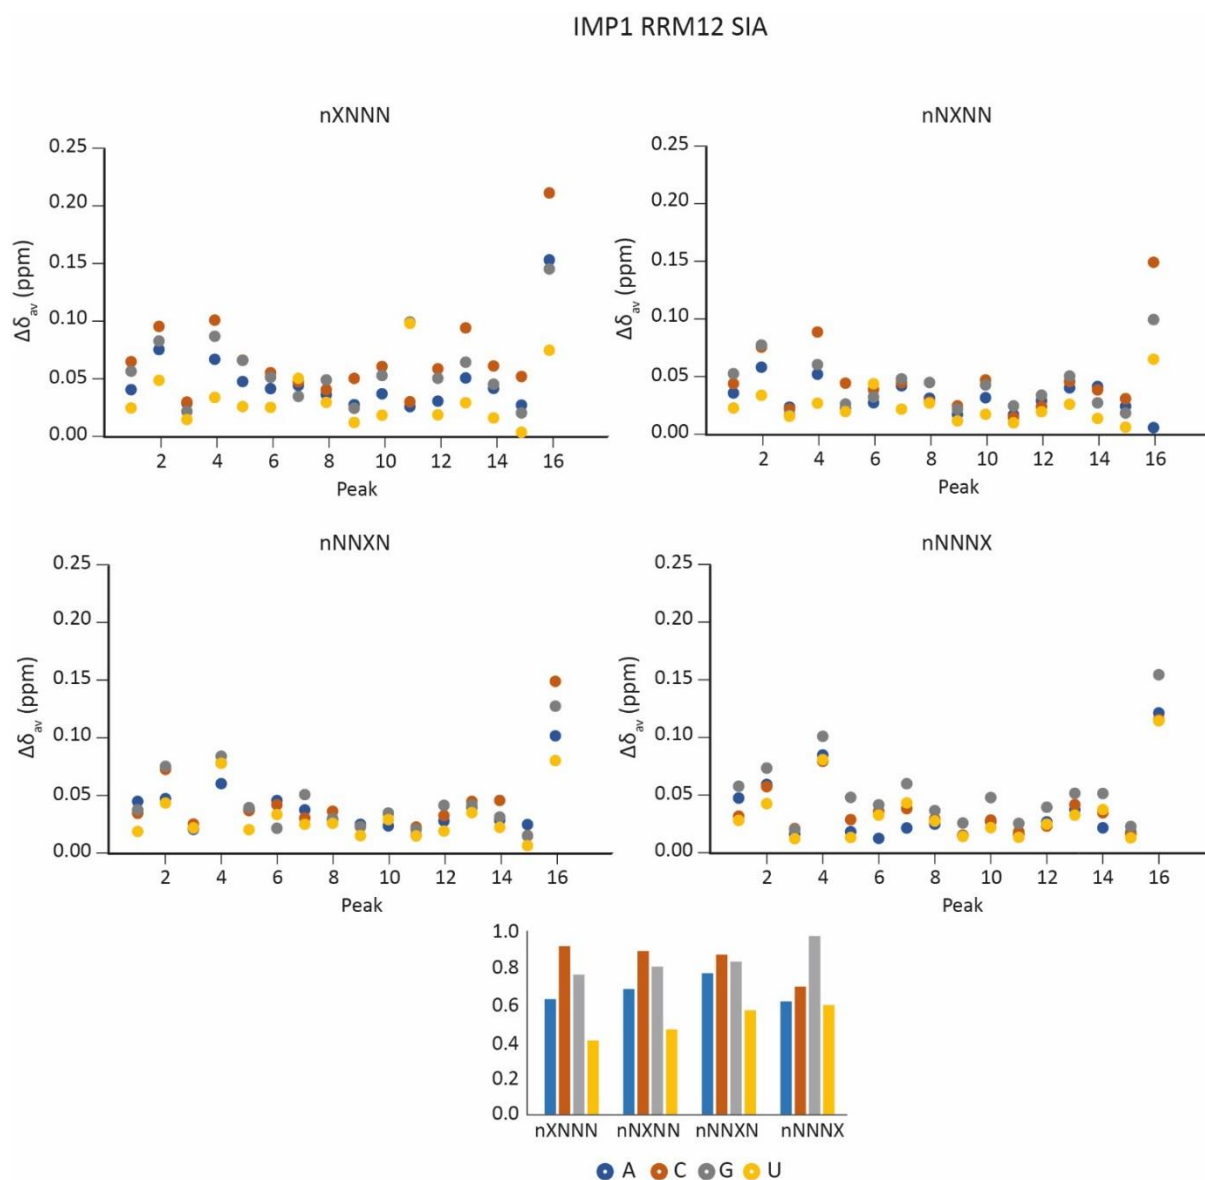 IMP1 RRM12 SIA
nXNNN
0.25
0.20
0.15
0.10
0.05
0.00
Δδav (ppm)
2 4 6 8 10 12 14 16
Peak
nNXNN
0.25
0.20
0.15
0.10
0.05
0.00
Δδav (ppm)
2 4 6 8 10 12 14 16
Peak
nNNXN
0.25
0.20
0.15
0.10
0.05
0.00
Δδav (ppm)
2 4 6 8 10 12 14 16
Peak
nNNNX
0.25
0.20
0.15
0.10
0.05
0.00
Δδav (ppm)
2 4 6 8 10 12 14 16
Peak
1.0
0.8
0.6
0.4
0.2
0.0
nXNNN nNXNN nNNXN nNNNX
A C G U